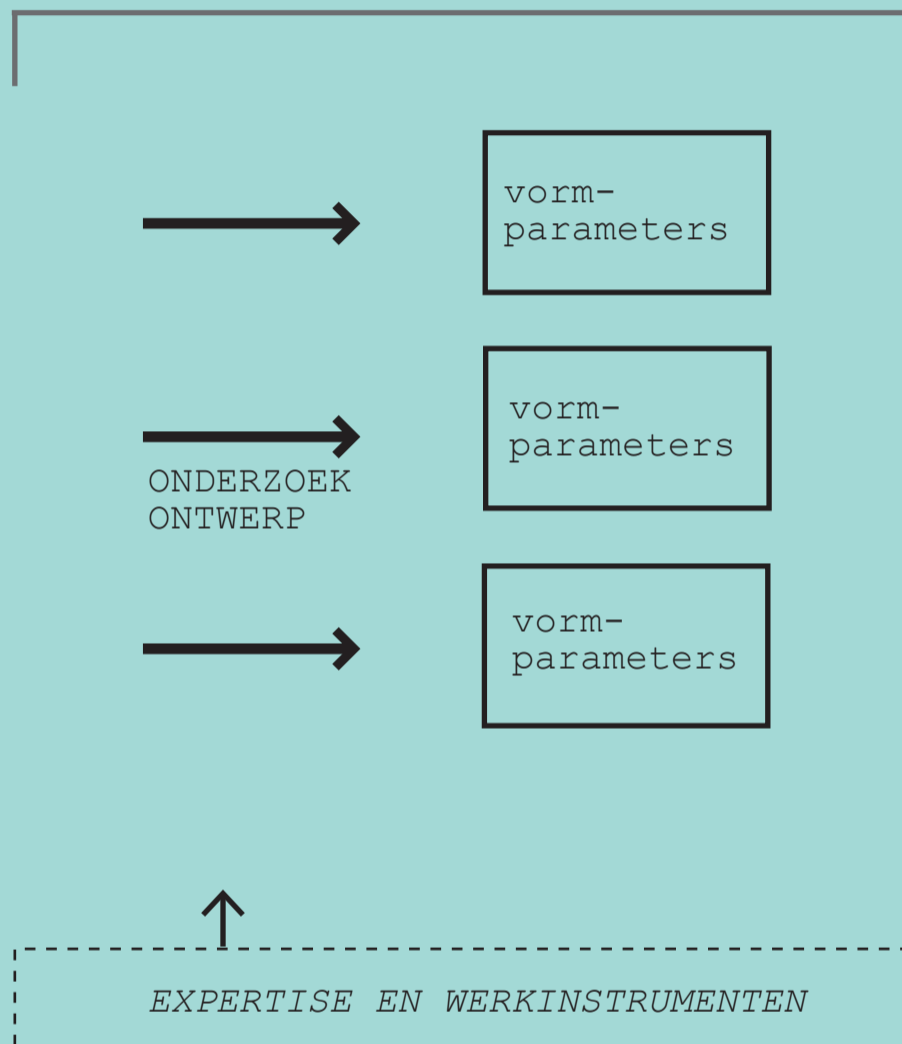 vorm-
parameters
vorm-
parameters
ONDERZOEK
ONTWERP
vorm-
parameters
EXPERTISE EN WERKINSTRUMENTEN